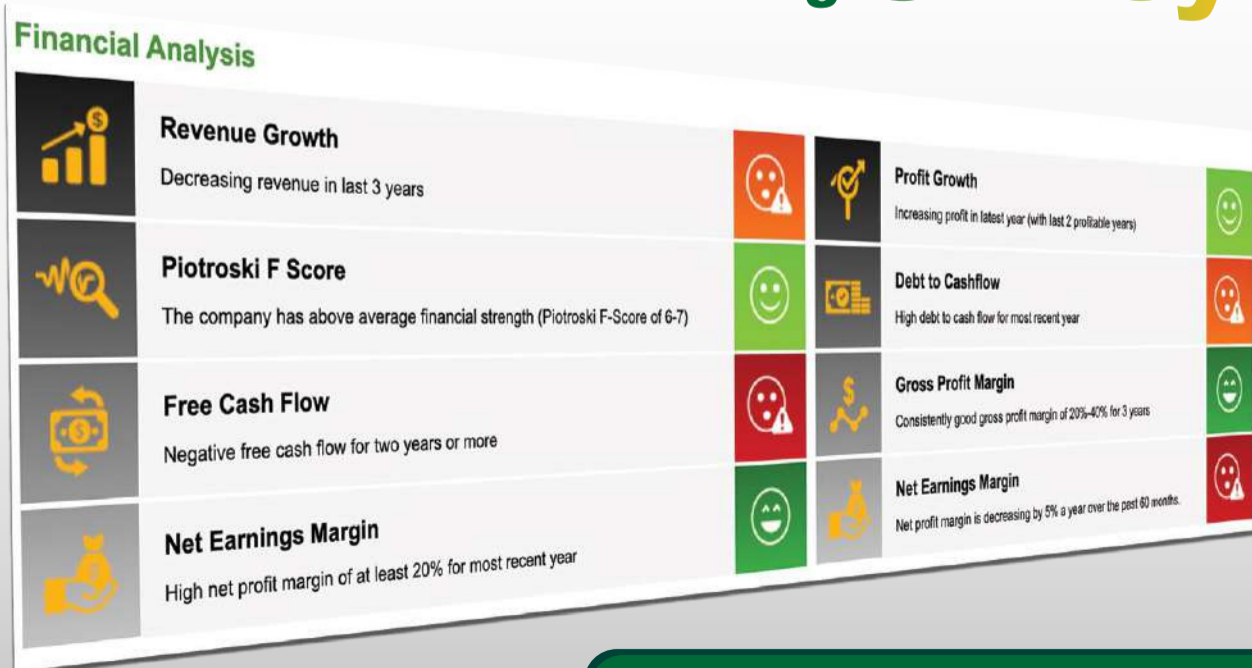 Financial Analysis
Revenue Growth
Decreasing revenue in last 3 years
Piotroski F Score
The company has above average financial strength (Piotroski F-Score of 6-7)
Free Cash Flow
Negative free cash flow for two years or more
Net Earnings Margin
High net profit margin of at least 20% for most recent year
Profit Growth
Increasing profit in latest year (with last 2 profitable years)
Debt to Cashflow
High debt to cash flow for most recent year
Gross Profit Margin
Consistently good gross profit margin of 20%-40% for 3 years
Net Earnings Margin
Net profit margin is decreasing by 5% a year over the past 60 months.